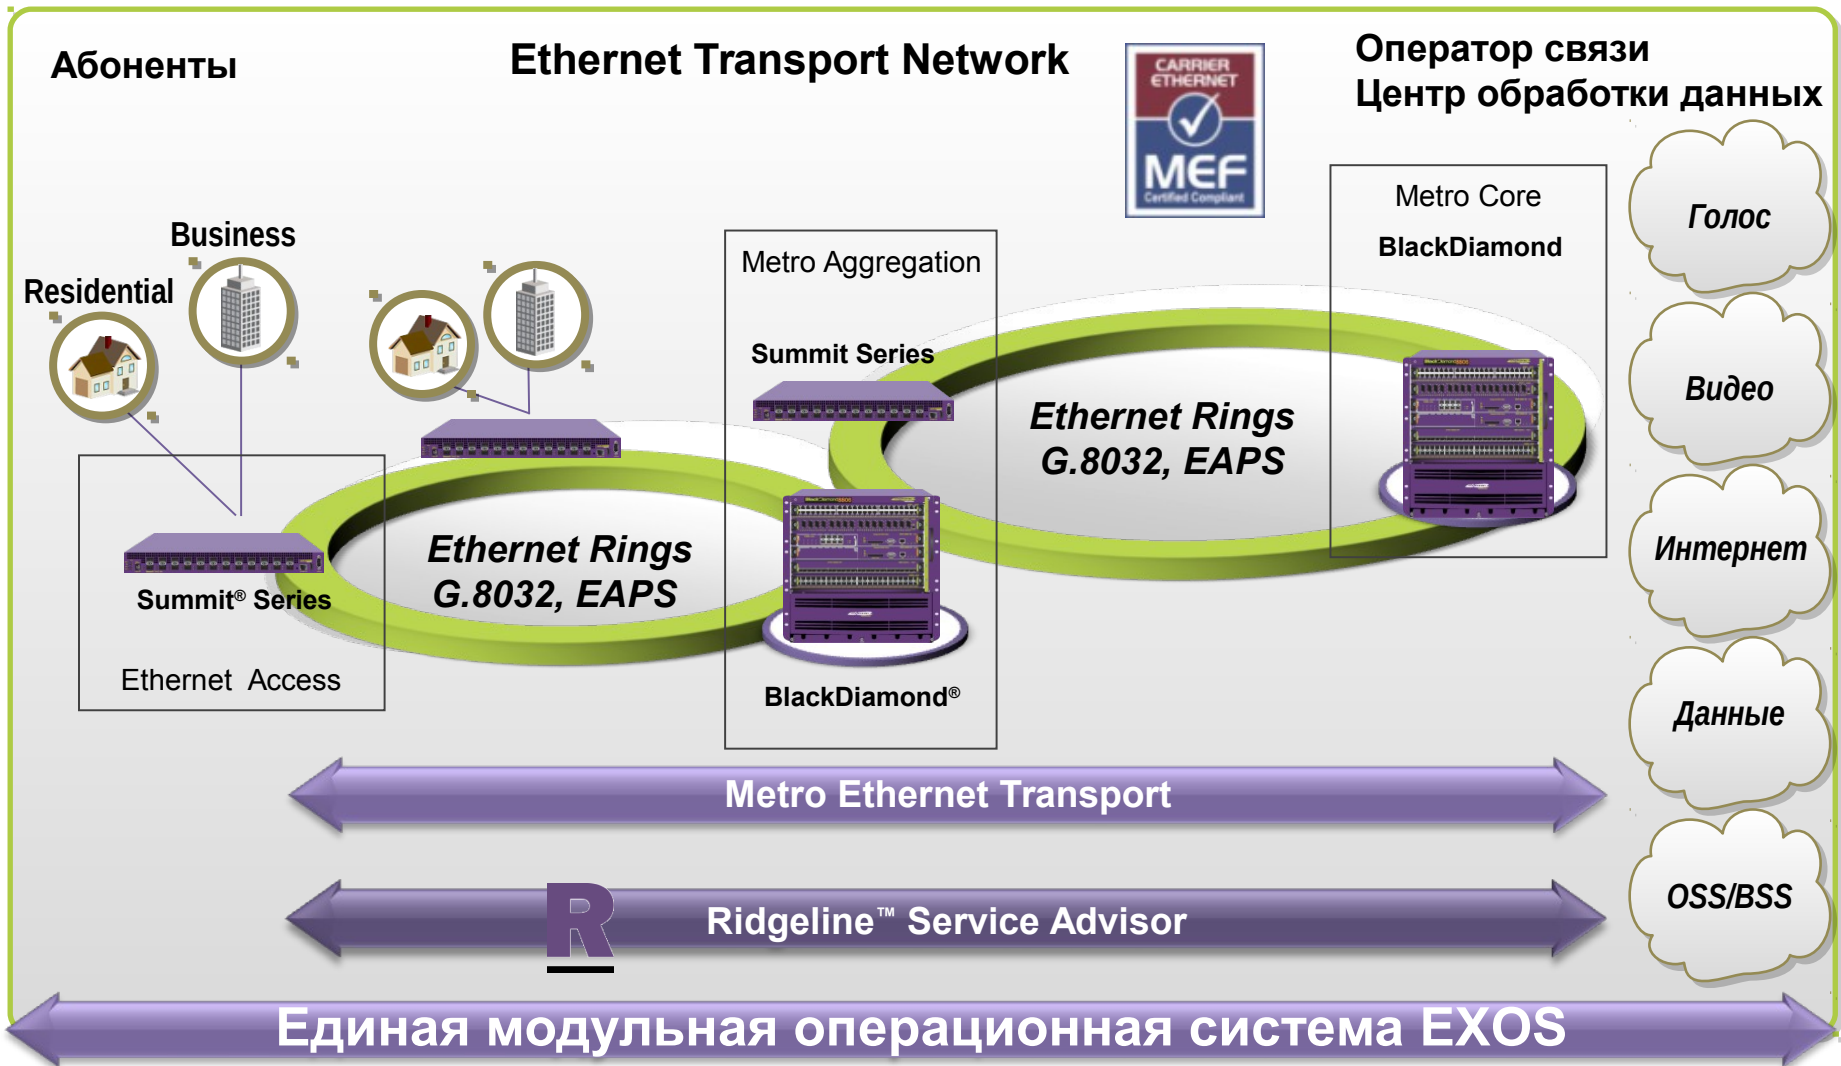 Абоненты
Ethernet Transport Network
CARRIER
ETHERNET
MEF
Certified Compliant
Оператор связи
Центр обработки данных
Business
Residential
Metro Aggregation
Summit Series
Metro Core
BlackDiamond
Ethernet Rings
G.8032, EAPS
Ethernet Rings
G.8032, EAPS
Summit® Series
Ethernet Access
BlackDiamond®
Голос
Видео
Интернет
Данные
OSS/BSS
Metro Ethernet Transport
R
Ridgeline™ Service Advisor
Единая модульная операционная система EXOS